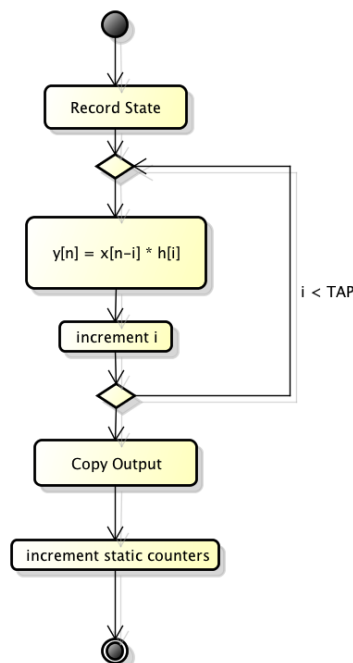 Record State
y[n] = x[n-i] * h[i]
i < TAP
increment i
Copy Output
increment static counters